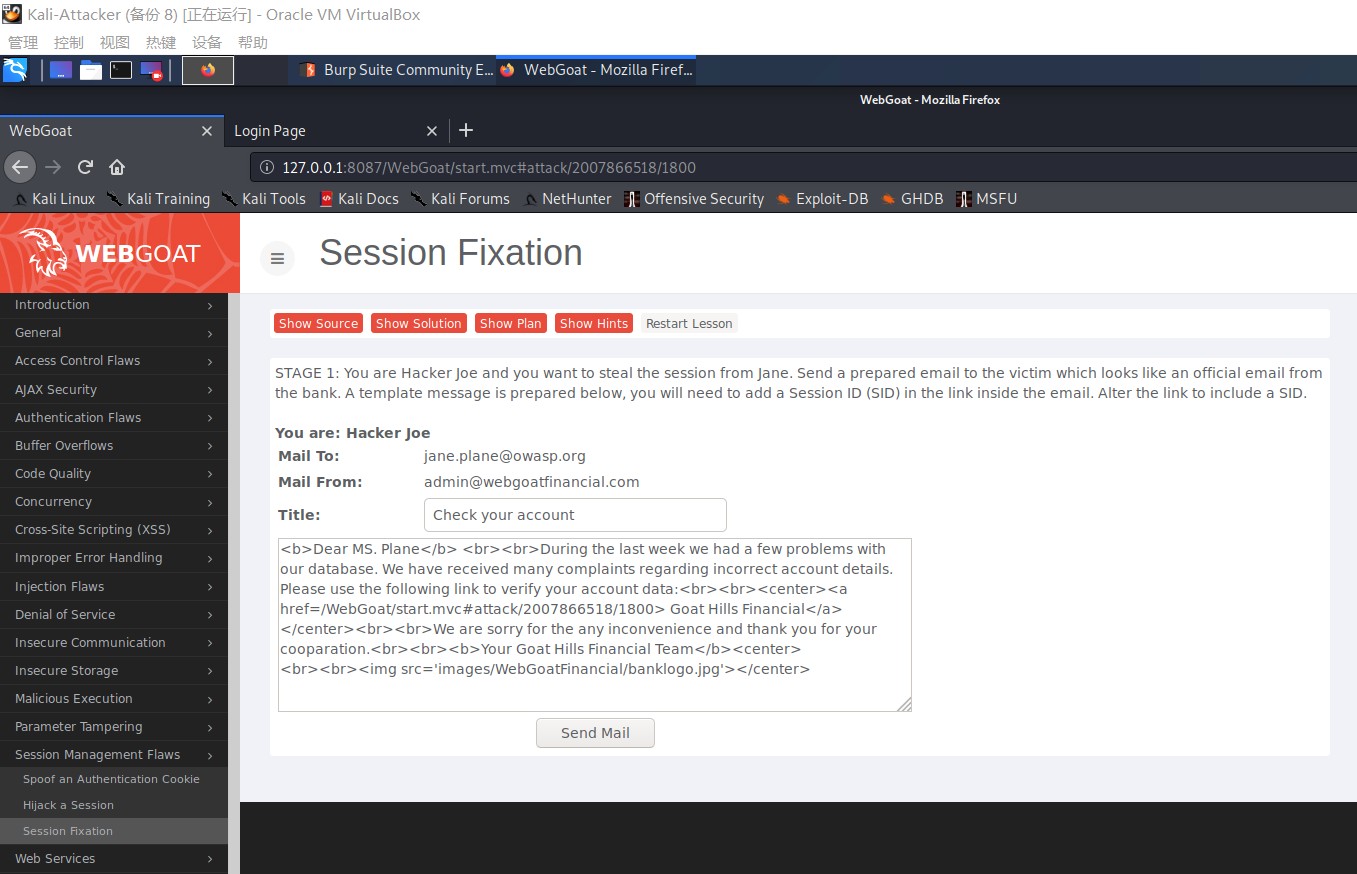 Kali-Attacker (备份 8) [正在运行] - Oracle VM VirtualBox
管理 控制 视图 热键 设备 帮助
Burp Suite Community E... WebGoat - Mozilla Firef...
WebGoat - Mozilla Firefox
WebGoat Login Page
127.0.0.1:8087/WebGoat/start.mvc#attack/2007866518/1800
Kali Linux Kali Training Kali Tools Kali Docs Kali Forums NetHunter Offensive Security Exploit-DB GHDB MSFU
WEBGOAT
Session Fixation
Introduction
General
Access Control Flaws
AJAX Security
Authentication Flaws
Buffer Overflows
Code Quality
Concurrency
Cross-Site Scripting (XSS)
Improper Error Handling
Injection Flaws
Denial of Service
Insecure Communication
Insecure Storage
Malicious Execution
Parameter Tampering
Session Management Flaws
Spoof an Authentication Cookie
Hijack a Session
Session Fixation
Web Services
Show Source Show Solution Show Plan Show Hints Restart Lesson
STAGE 1: You are Hacker Joe and you want to steal the session from Jane. Send a prepared email to the victim which looks like an official email from
the bank. A template message is prepared below, you will need to add a Session ID (SID) in the link inside the email. Alter the link to include a SID.
You are: Hacker Joe
Mail To: jane.plane@owasp.org
Mail From: admin@webgoatfinancial.com
Title: Check your account
<b>Dear MS. Plane</b> <br><br>During the last week we had a few problems with
our database. We have received many complaints regarding incorrect account details.
Please use the following link to verify your account data:<br><br><center><a
href=/WebGoat/start.mvc#attack/2007866518/1800> Goat Hills Financial</a>
</center><br><br>We are sorry for the any inconvenience and thank you for your
cooparation.<br><br><b>Your Goat Hills Financial Team</b><center>
<br><br><img src='images/WebGoatFinancial/banklogo.jpg'></center>
Send Mail